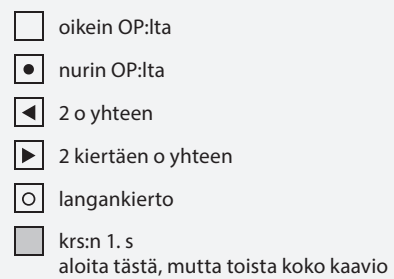 oikein OP:lta
nurin OP:lta
2 o yhteen
2 kiertäen o yhteen
langankierto
krs:n 1. s
aloita tästä, mutta toista koko kaavio